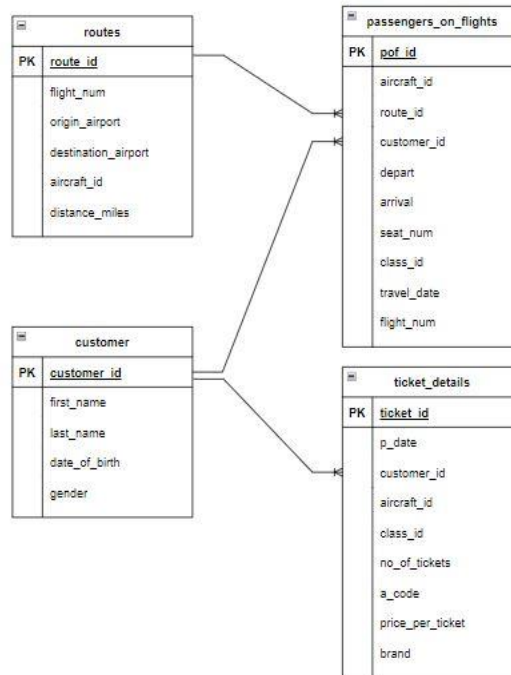 routes
PK route_id
flight_num
origin_airport
destination_airport
aircraft_id
distance_miles
customer
PK customer_id
first_name
last_name
date_of_birth
gender
passengers_on_flights
PK pof_id
aircraft_id
route_id
customer_id
depart
arrival
seat_num
class_id
travel_date
flight_num
ticket_details
PK ticket_id
p_date
customer_id
aircraft_id
class_id
no_of_tickets
a_code
price_per_ticket
brand